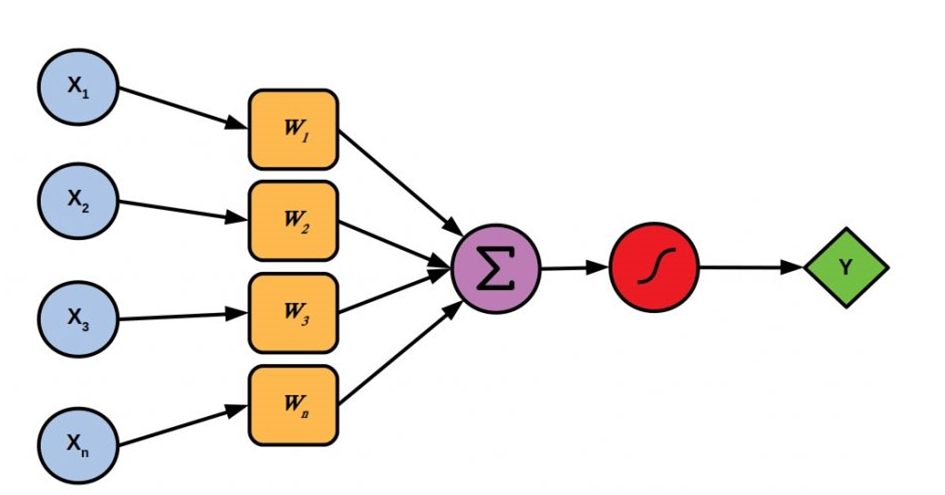 X₁
W₁
X₂
W₂
X₃
W₃
Xₙ
Wₙ
Σ
∫
Y